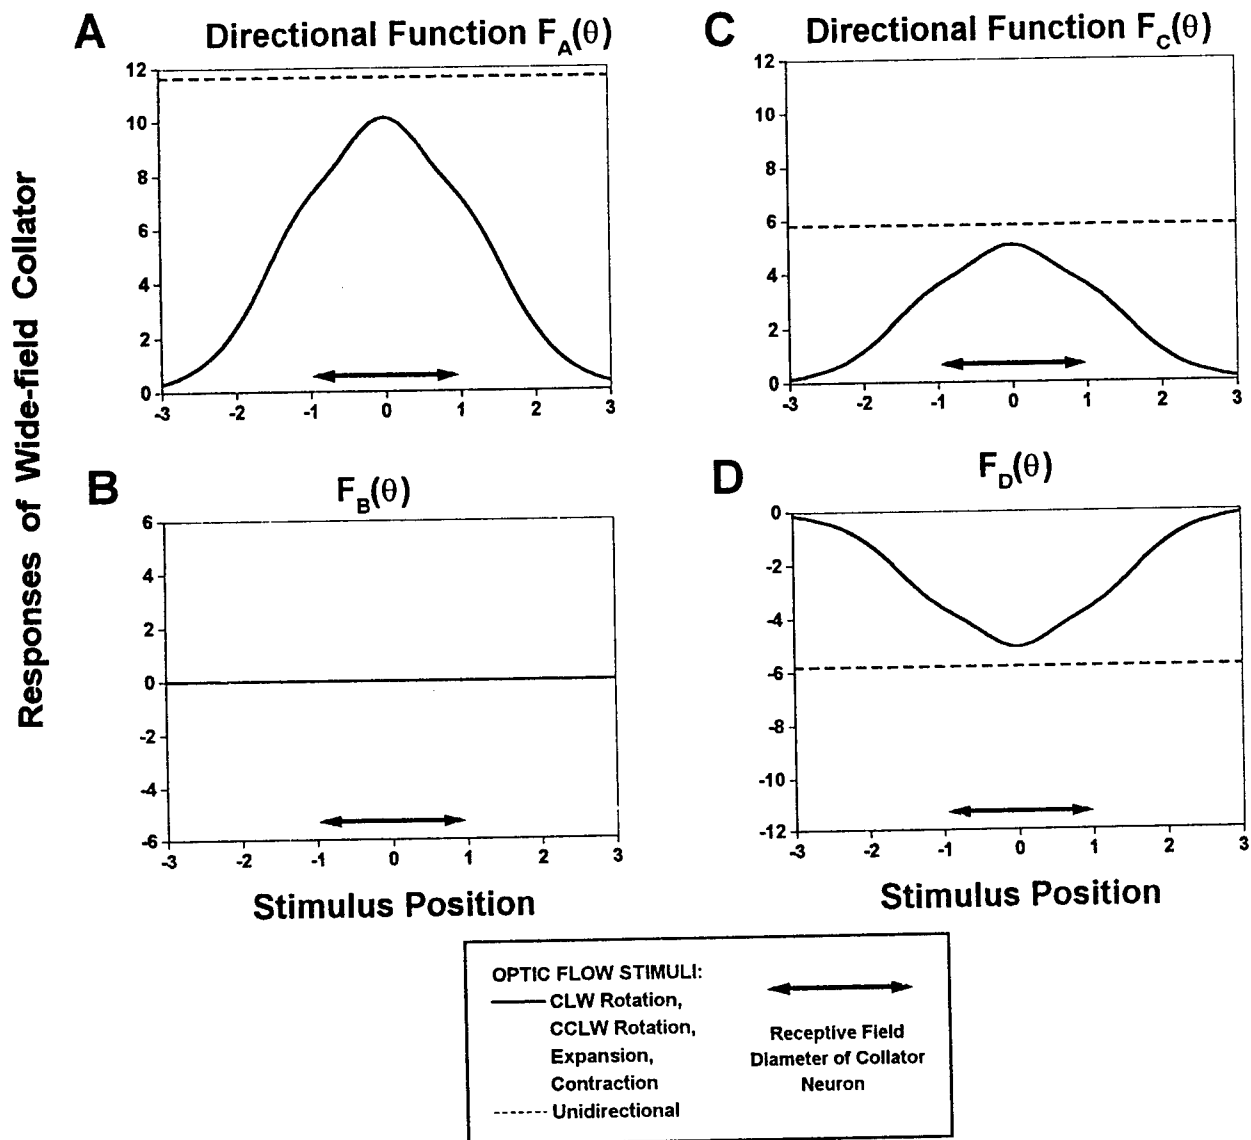 A
Directional Function F_A(θ)
12
10
8
6
4
2
0
-3
-2
-1
0
1
2
3
C
Directional Function F_C(θ)
12
10
8
6
4
2
0
-3
-2
-1
0
1
2
3
Responses of Wide-field Collator
B
F_B(θ)
6
4
2
0
-2
-4
-6
-3
-2
-1
0
1
2
3
Stimulus Position
D
F_D(θ)
0
-2
-4
-6
-8
-10
-12
-3
-2
-1
0
1
2
3
Stimulus Position
OPTIC FLOW STIMULI:
CLW Rotation,
CCLW Rotation,
Expansion,
Contraction
Unidirectional
Receptive Field
Diameter of Collator
Neuron